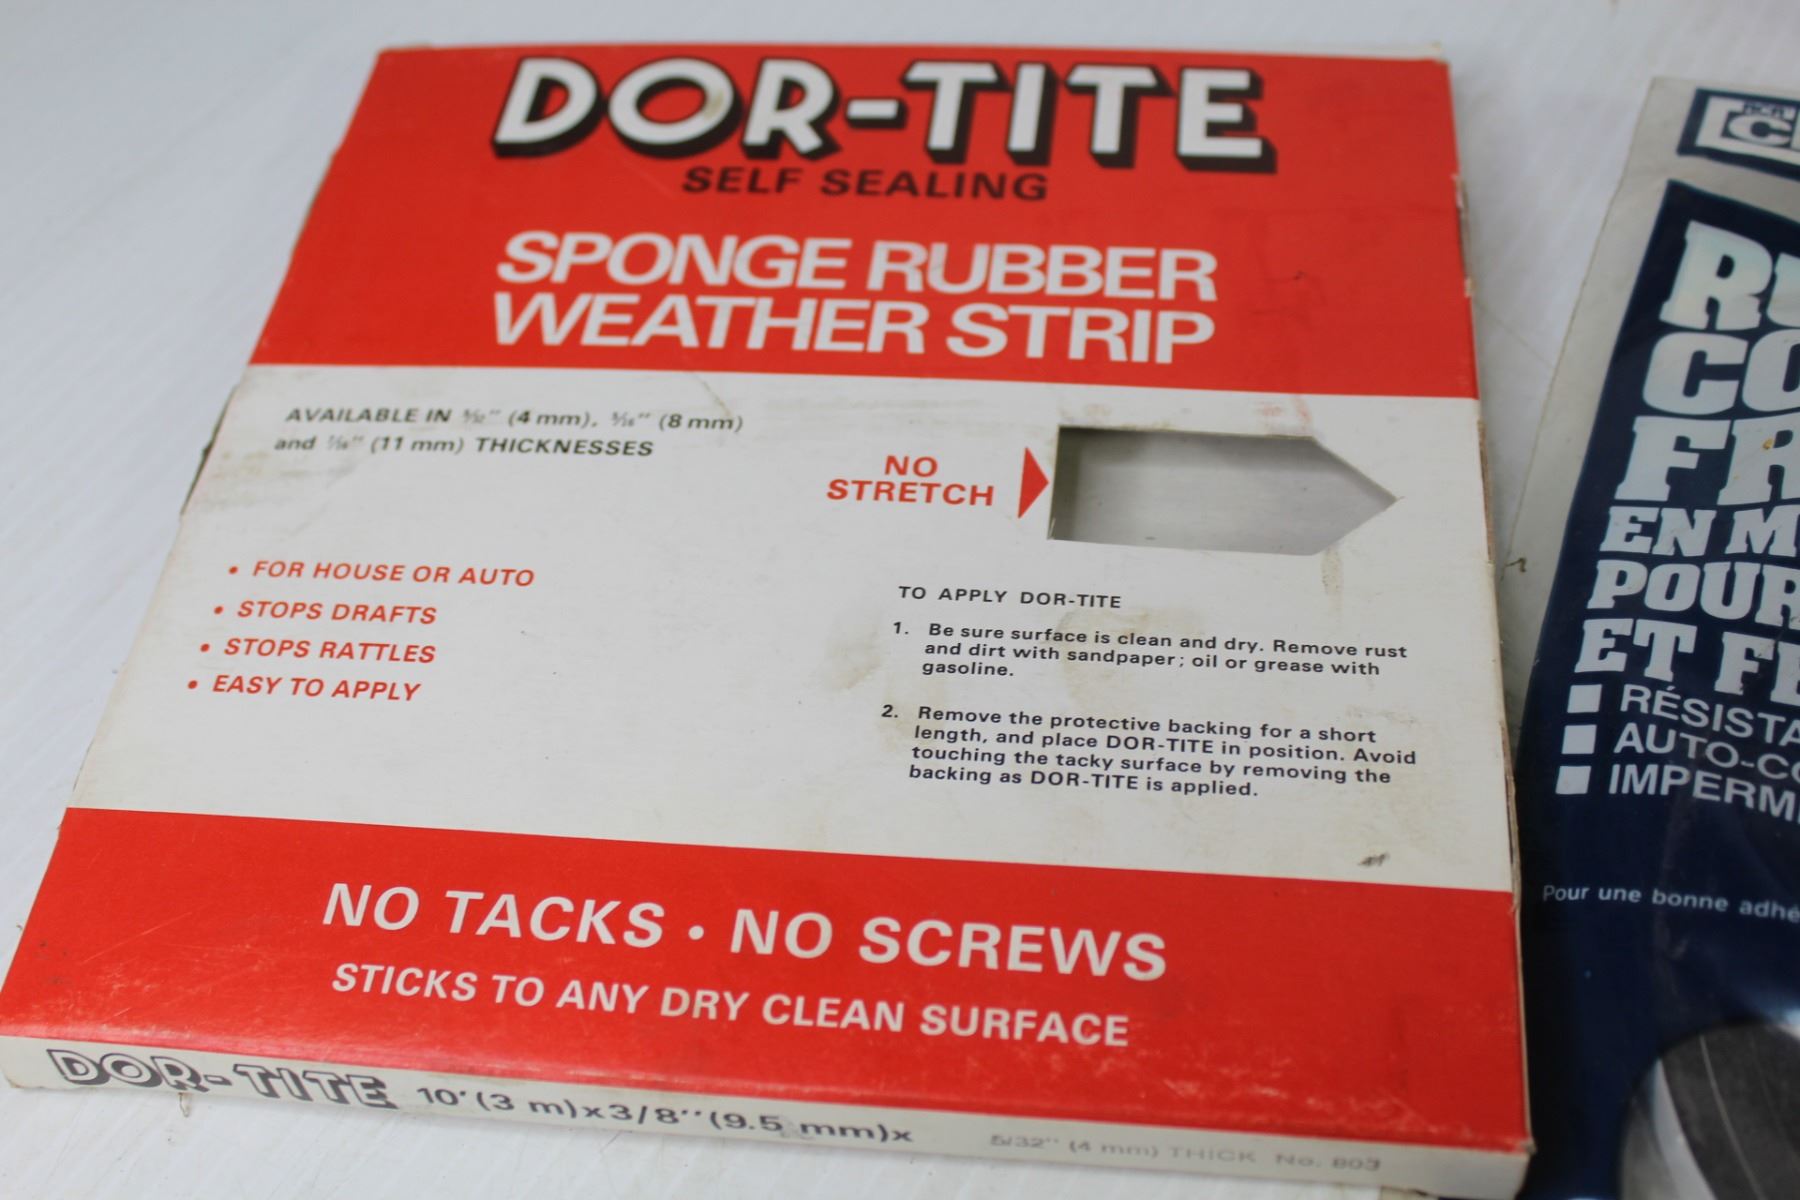 DOR-TITE
SELF SEALING
SPONGE RUBBER
WEATHER STRIP
AVAILABLE IN 5/32" (4 mm), 5/16" (8 mm)
and (11 mm) THICKNESSES
NO
STRETCH
• FOR HOUSE OR AUTO
• STOPS DRAFTS
• STOPS RATTLES
• EASY TO APPLY
TO APPLY DOR-TITE
1. Be sure surface is clean and dry. Remove rust
and dirt with sandpaper; oil or grease with
gasoline.
2. Remove the protective backing for a short
length, and place DOR-TITE in position. Avoid
touching the tacky surface by removing the
backing as DOR-TITE is applied.
NO TACKS • NO SCREWS
STICKS TO ANY DRY CLEAN SURFACE
DOR-TITE 10'(3 m)x3/8''(9.5 mm)x 5/32'' (4 mm) THICK No. 803
EN
POUR
ET
RÉSISTA
AUTO-CO
IMPERM
Pour une bonne adhé